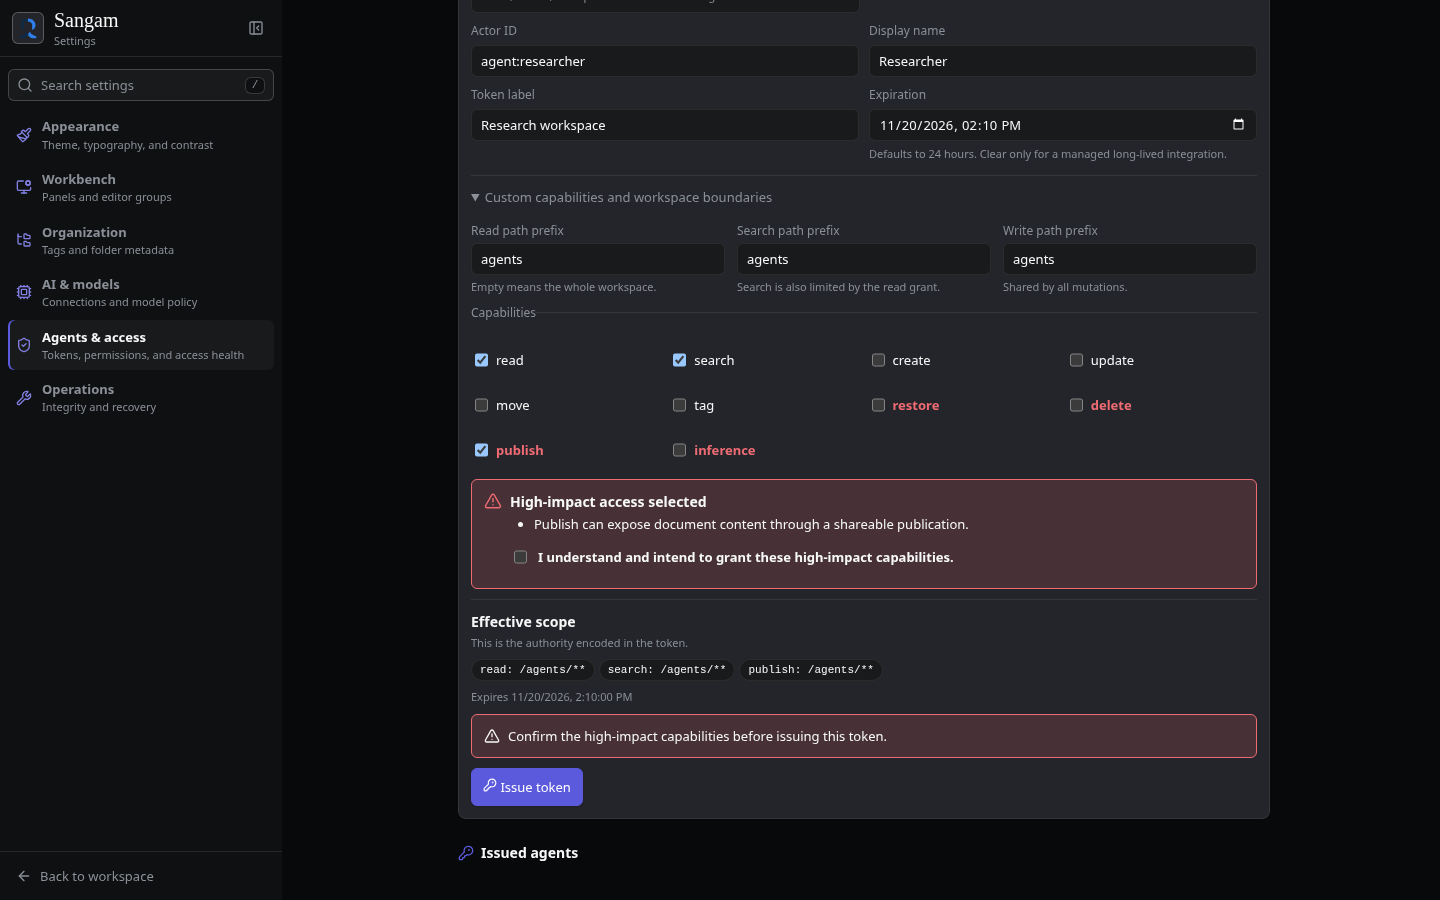 Sangam
Settings
Search settings
/
Appearance
Theme, typography, and contrast
Workbench
Panels and editor groups
Organization
Tags and folder metadata
AI & models
Connections and model policy
Agents & access
Tokens, permissions, and access health
Operations
Integrity and recovery
Back to workspace
Actor ID
Display name
agent:researcher
Researcher
Token label
Expiration
Research workspace
11/20/2026, 02:10 PM
Defaults to 24 hours. Clear only for a managed long-lived integration.
Custom capabilities and workspace boundaries
Read path prefix
Search path prefix
Write path prefix
agents
agents
agents
Empty means the whole workspace.
Search is also limited by the read grant.
Shared by all mutations.
Capabilities
read
search
create
update
move
tag
restore
delete
publish
inference
High-impact access selected
Publish can expose document content through a shareable publication.
I understand and intend to grant these high-impact capabilities.
Effective scope
This is the authority encoded in the token.
read: /agents/**
search: /agents/**
publish: /agents/**
Expires 11/20/2026, 2:10:00 PM
Confirm the high-impact capabilities before issuing this token.
Issue token
Issued agents